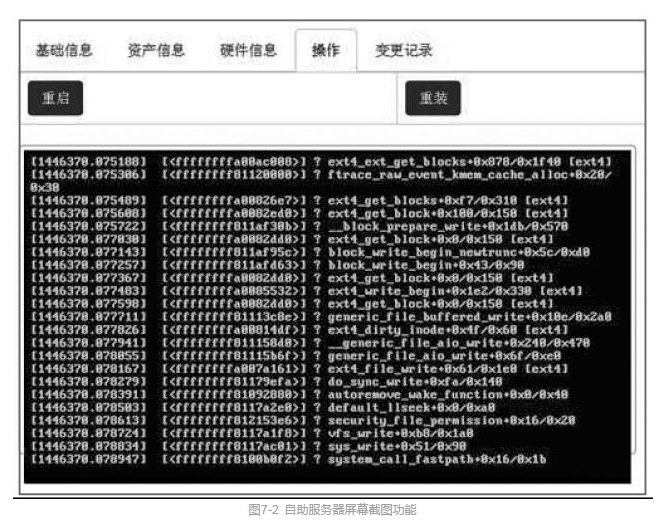 基础信息 资产信息 硬件信息 操作 变更记录
重启 重装
[1446370.075188] [<ffffffffa00ac008>] ? ext4_ext_get_blocks+0x878/0x1f40 [ext4]
[1446370.075306] [<ffffffff81120000>] ? ftrace_raw_event_kmem_cache_alloc+0x20/
0x30
[1446370.075489] [<ffffffffa00826e7>] ? ext4_get_blocks+0xf7/0x310 [ext4]
[1446370.075608] [<ffffffffa0082ed0>] ? ext4_get_block+0x100/0x150 [ext4]
[1446370.075722] [<ffffffff811af30b>] ? __block_prepare_write+0x1db/0x570
[1446370.077030] [<ffffffffa0082dd0>] ? ext4_get_block+0x0/0x150 [ext4]
[1446370.077143] [<ffffffff811af95c>] ? block_write_begin_newtrunc+0x5c/0xd0
[1446370.077257] [<ffffffff811afd63>] ? block_write_begin+0x43/0x90
[1446370.077367] [<ffffffffa0082dd0>] ? ext4_get_block+0x0/0x150 [ext4]
[1446370.077483] [<ffffffffa0085532>] ? ext4_write_begin+0x1e2/0x330 [ext4]
[1446370.077598] [<ffffffffa0082dd0>] ? ext4_get_block+0x0/0x150 [ext4]
[1446370.077711] [<ffffffff81113c8e>] ? generic_file_buffered_write+0x10e/0x2a0
[1446370.077826] [<ffffffffa00814df>] ? ext4_dirty_inode+0x4f/0x60 [ext4]
[1446370.077941] [<ffffffff811158d0>] ? __generic_file_aio_write+0x240/0x470
[1446370.078055] [<ffffffff81115b6f>] ? generic_file_aio_write+0x6f/0xe0
[1446370.078167] [<ffffffffa007a161>] ? ext4_file_write+0x61/0x1e0 [ext4]
[1446370.078279] [<ffffffff81179efa>] ? do_sync_write+0xfa/0x140
[1446370.078391] [<ffffffff81092880>] ? autoremove_wake_function+0x0/0x40
[1446370.078503] [<ffffffff8117a2e0>] ? default_llseek+0x0/0xa0
[1446370.078613] [<ffffffff812153e6>] ? security_file_permission+0x16/0x20
[1446370.078724] [<ffffffff8117a1f8>] ? vfs_write+0xb8/0x1a0
[1446370.078834] [<ffffffff8117ac01>] ? sys_write+0x51/0x90
[1446370.078947] [<ffffffff8100b0f2>] ? system_call_fastpath+0x16/0x1b
图7-2 自助服务器屏幕截图功能